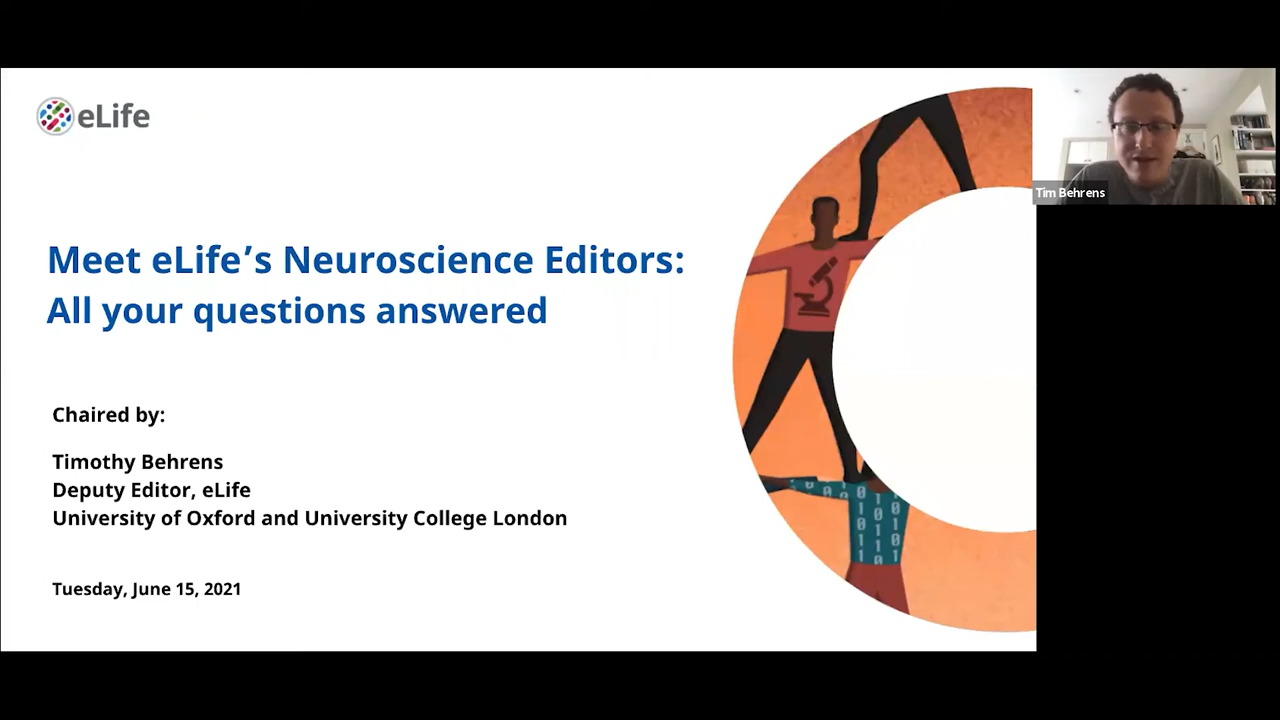 eLife
Meet eLife’s Neuroscience Editors:
All your questions answered
Chaired by:
Timothy Behrens
Deputy Editor, eLife
University of Oxford and University College London
Tuesday, June 15, 2021
Tim Behrens